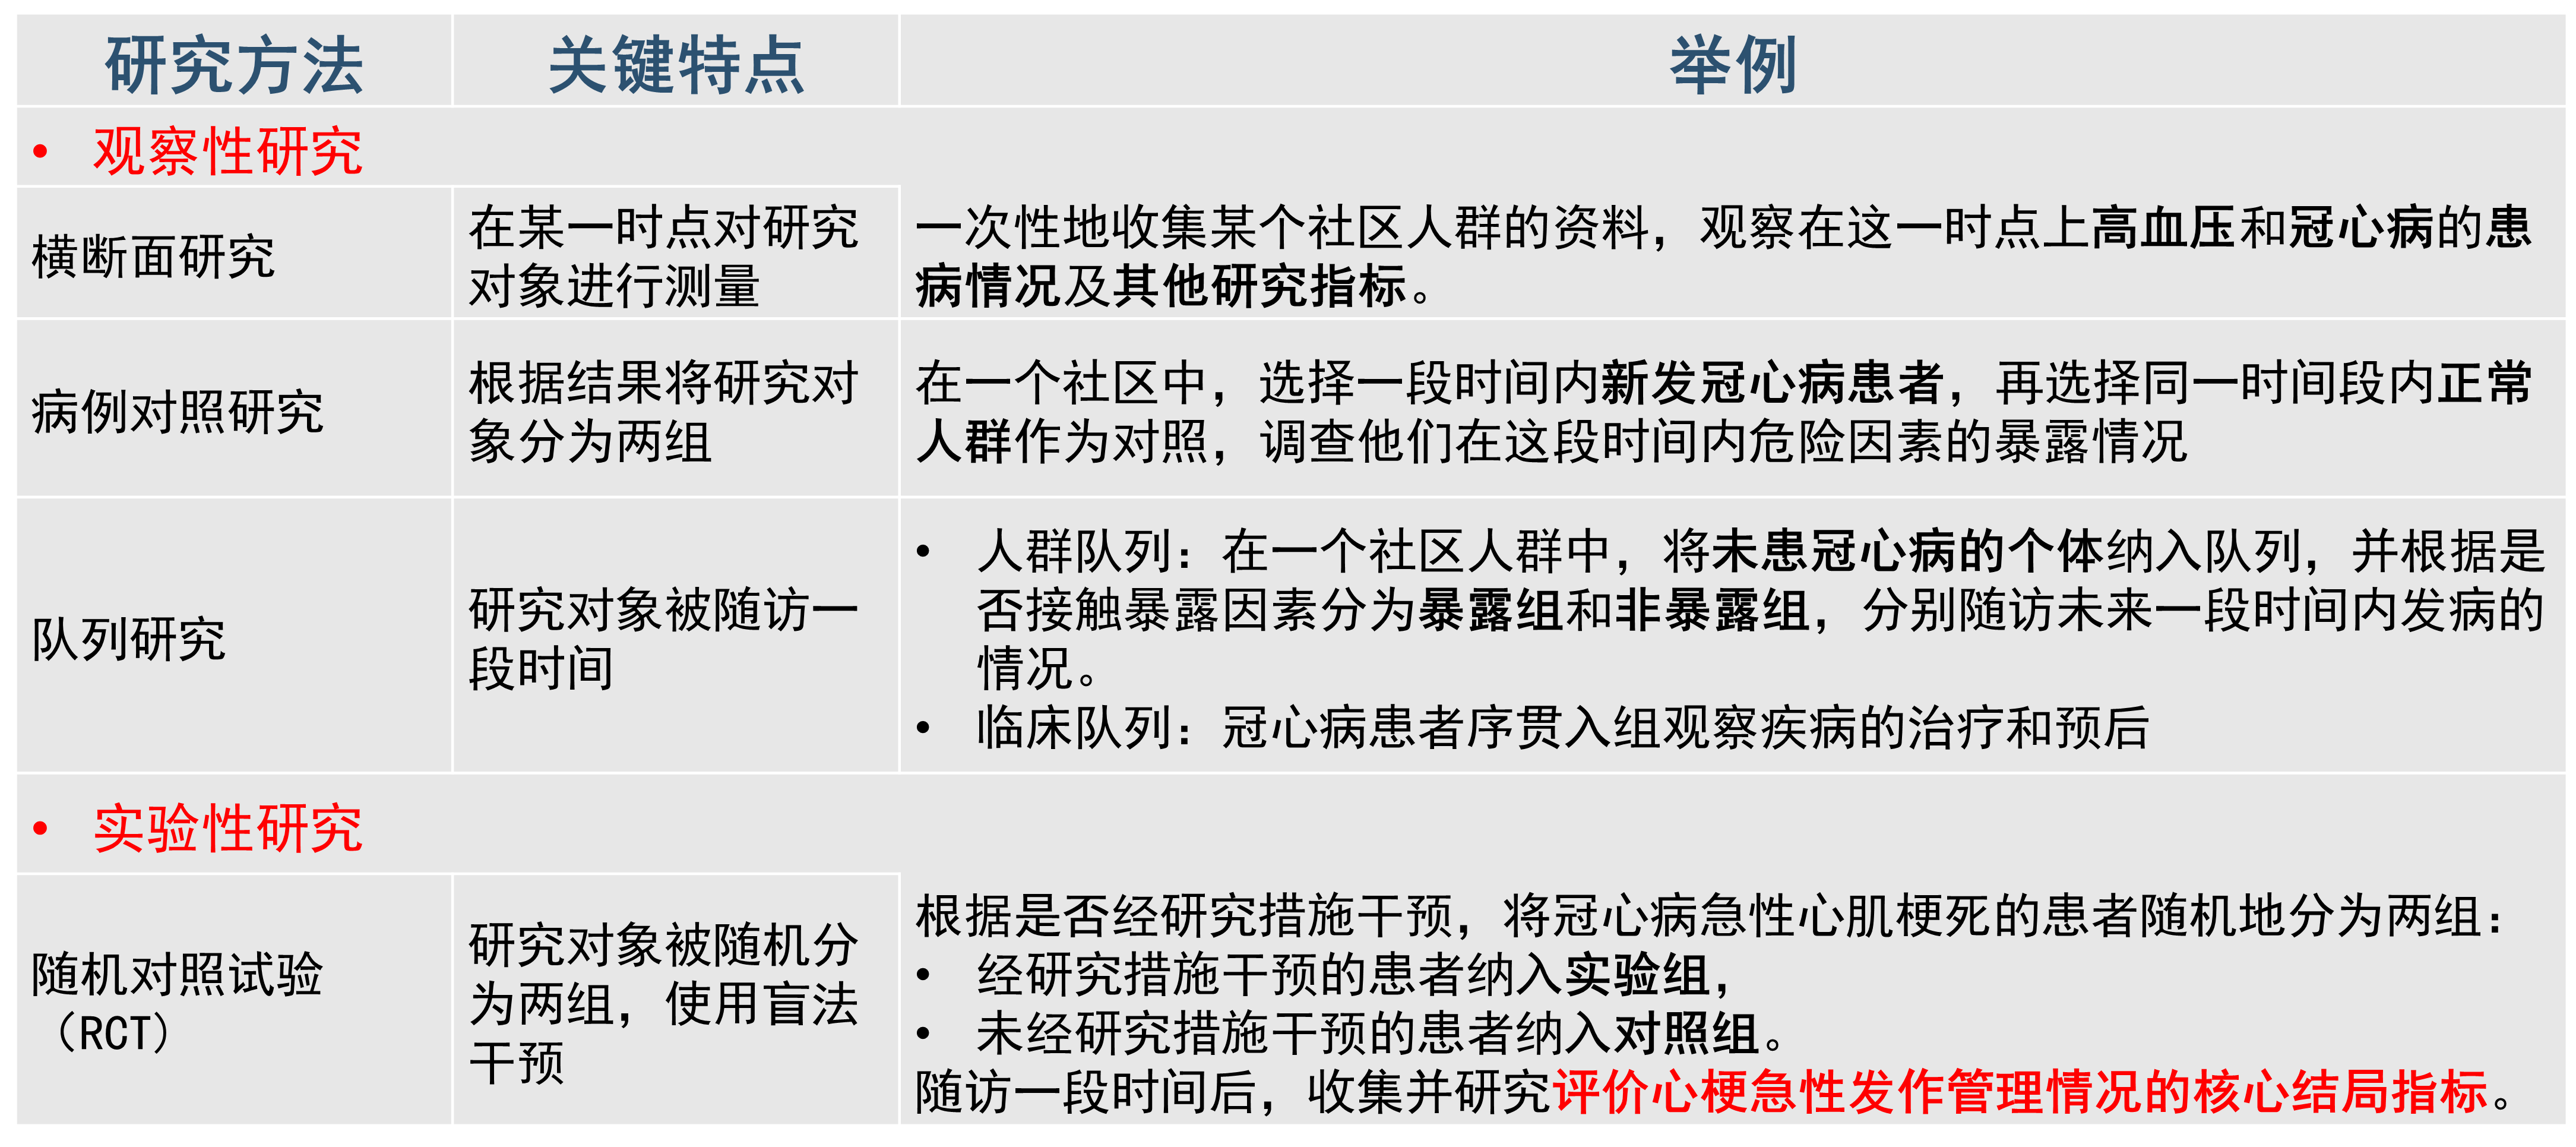 研究方法
关键特点
举例
• 观察性研究
横断面研究
在某一时点对研究
对象进行测量
一次性地收集某个社区人群的资料，观察在这一时点上高血压和冠心病的患
病情况及其他研究指标。
病例对照研究
根据结果将研究对
象分为两组
在一个社区中，选择一段时间内新发冠心病患者，再选择同一时间段内正常
人群作为对照，调查他们在这段时间内危险因素的暴露情况
队列研究
研究对象被随访一
段时间
• 人群队列：在一个社区人群中，将未患冠心病的个体纳入队列，并根据是
否接触暴露因素分为暴露组和非暴露组，分别随访未来一段时间内发病的
情况。
• 临床队列：冠心病患者序贯入组观察疾病的治疗和预后
• 实验性研究
随机对照试验
（RCT）
研究对象被随机分
为两组，使用盲法
干预
根据是否经研究措施干预，将冠心病急性心肌梗死的患者随机地分为两组：
• 经研究措施干预的患者纳入实验组，
• 未经研究措施干预的患者纳入对照组。
随访一段时间后，收集并研究评价心梗急性发作管理情况的核心结局指标。